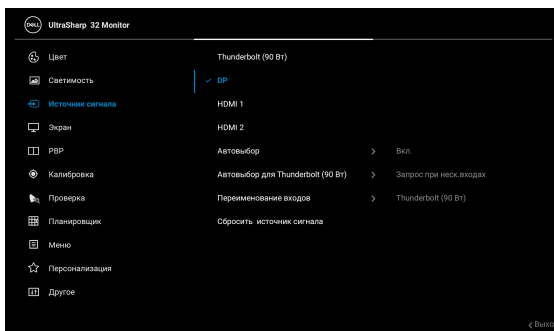 DELL UltraSharp 32 Monitor
Цвет Thunderbolt (90 Вт)
Светимость DP
Источник сигнала HDMI 1
Экран HDMI 2
PBP Автовыбор Вкл.
Калибровка Автовыбор для Thunderbolt (90 Вт) Запрос при неск.входах
Проверка Переименование входов Thunderbolt (90 Вт)
Планировщик Сбросить источник сигнала
Меню
Персонализация
Другое